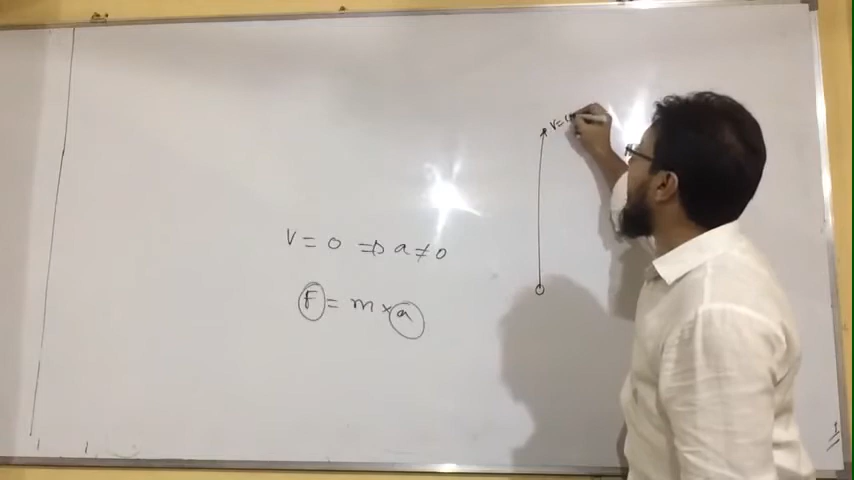 V=0
V = 0 ⇒ a ≠ 0
F = m × a